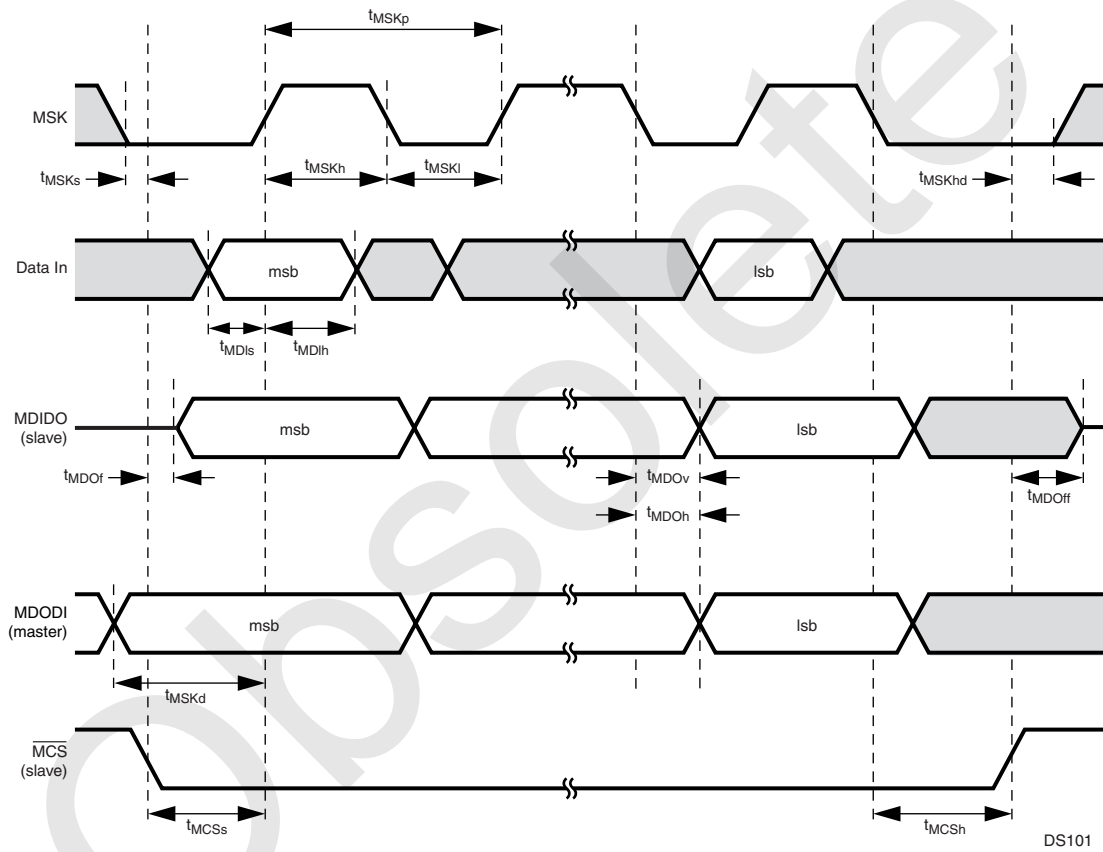 tMSKp
MSK
tMSKs
tMSKh
tMSKl
tMSKhd
Data In
msb
lsb
tMDIs
tMDIh
MDIDO
(slave)
msb
lsb
tMDOf
tMDOv
tMDOff
tMDOh
MDODI
(master)
msb
lsb
tMSKd
MCS
(slave)
tMCSs
tMCSh
DS101
Obsolete